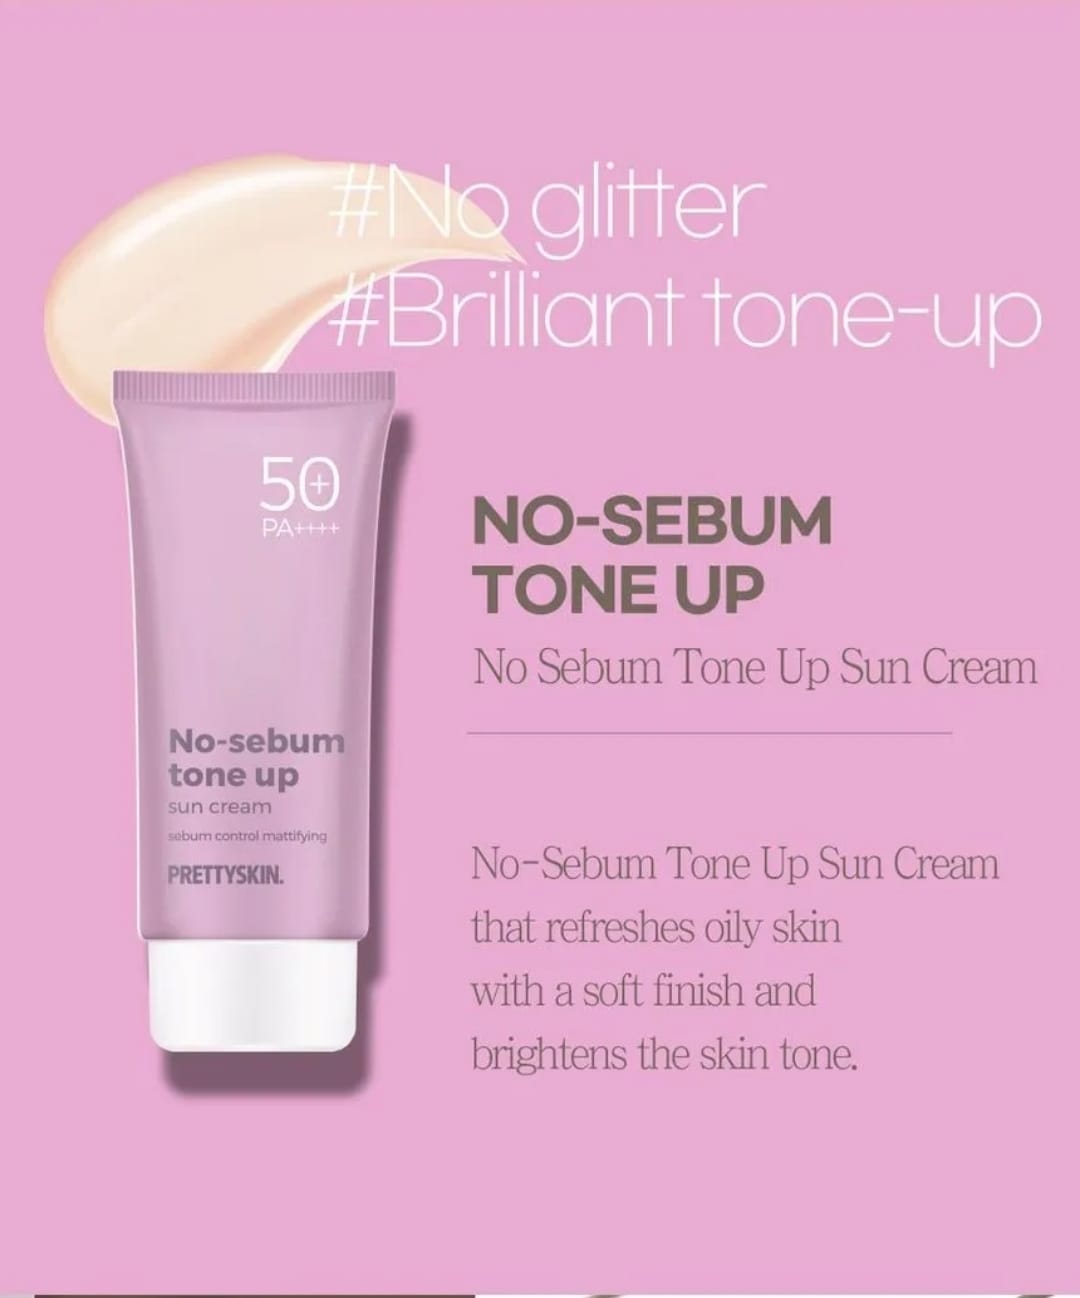 #No glitter
#Brilliant tone-up
50+
PA++++
No-sebum
tone up
sun cream
sebum control mattifying
PRETTYSKIN.
NO-SEBUM
TONE UP
No Sebum Tone Up Sun Cream
No-Sebum Tone Up Sun Cream
that refreshes oily skin
with a soft finish and
brightens the skin tone.